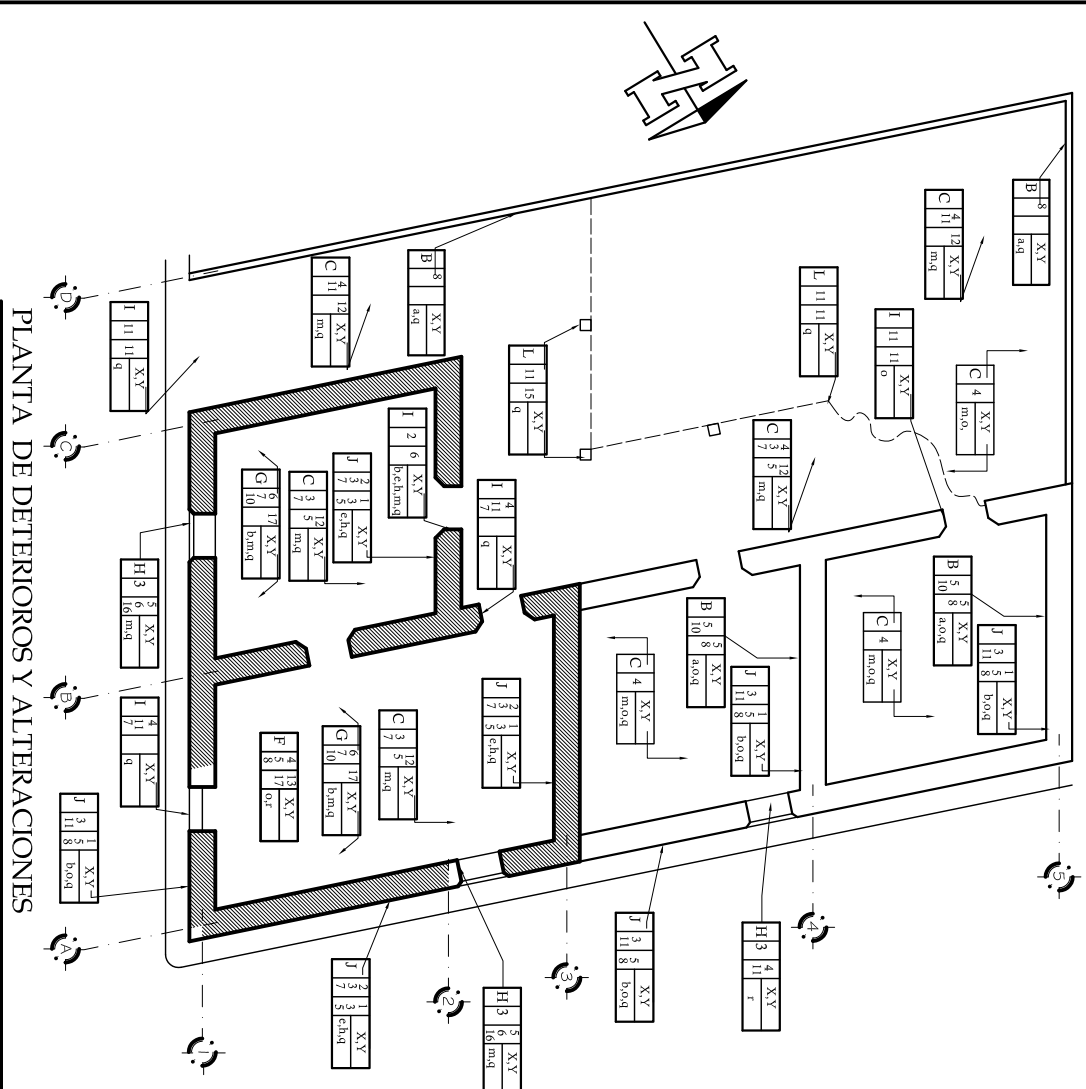 5
4
3
2
1
A
B
C
D
N
B 8 X,Y
a,q
C 4 12 X,Y
11 m,q
C 4 X,Y
m,o.
I 11 11 X,Y
o
L 11 11 X,Y
q
B 5 5 X,Y
10 8 a,o,q
J 3 1 X,Y
11 5 b,o,q
8
C 4 X,Y
m,o,q
H 3 4 X,Y
11 r
C 4 12 X,Y
3 5
7 m,q
B 5 5 X,Y
10 8 a,o,q
J 3 1 X,Y
11 5 b,o,q
8
C 4 X,Y
m,o,q
J 3 1 X,Y
11 5 b,o,q
8
L 11 15 X,Y
q
B 8 X,Y
a,q
C 4 12 X,Y
11 m,q
I 11 11 X,Y
q
I 2 6 X,Y
b,e,h,m,q
I 4 X,Y
11
7 q
J 2 1 X,Y
3 3
7 5 e,h,q
C 3 12 X,Y
7 5 m,q
G 6 17 X,Y
7
10 b,m,q
H 3 5 X,Y
6
16 m,q
J 2 1 X,Y
3 3
7 5 e,h,q
C 3 12 X,Y
7 5 m,q
G 6 17 X,Y
7
10 b,m,q
F 4 13 X,Y
5 17
8 o,r
I 4 X,Y
11
7 q
J 3 1 X,Y
11 5 b,o,q
8
J 2 1 X,Y
3 3
7 5 e,h,q
H 3 5 X,Y
6
16 m,q
PLANTA DE DETERIOROS Y ALTERACIONES